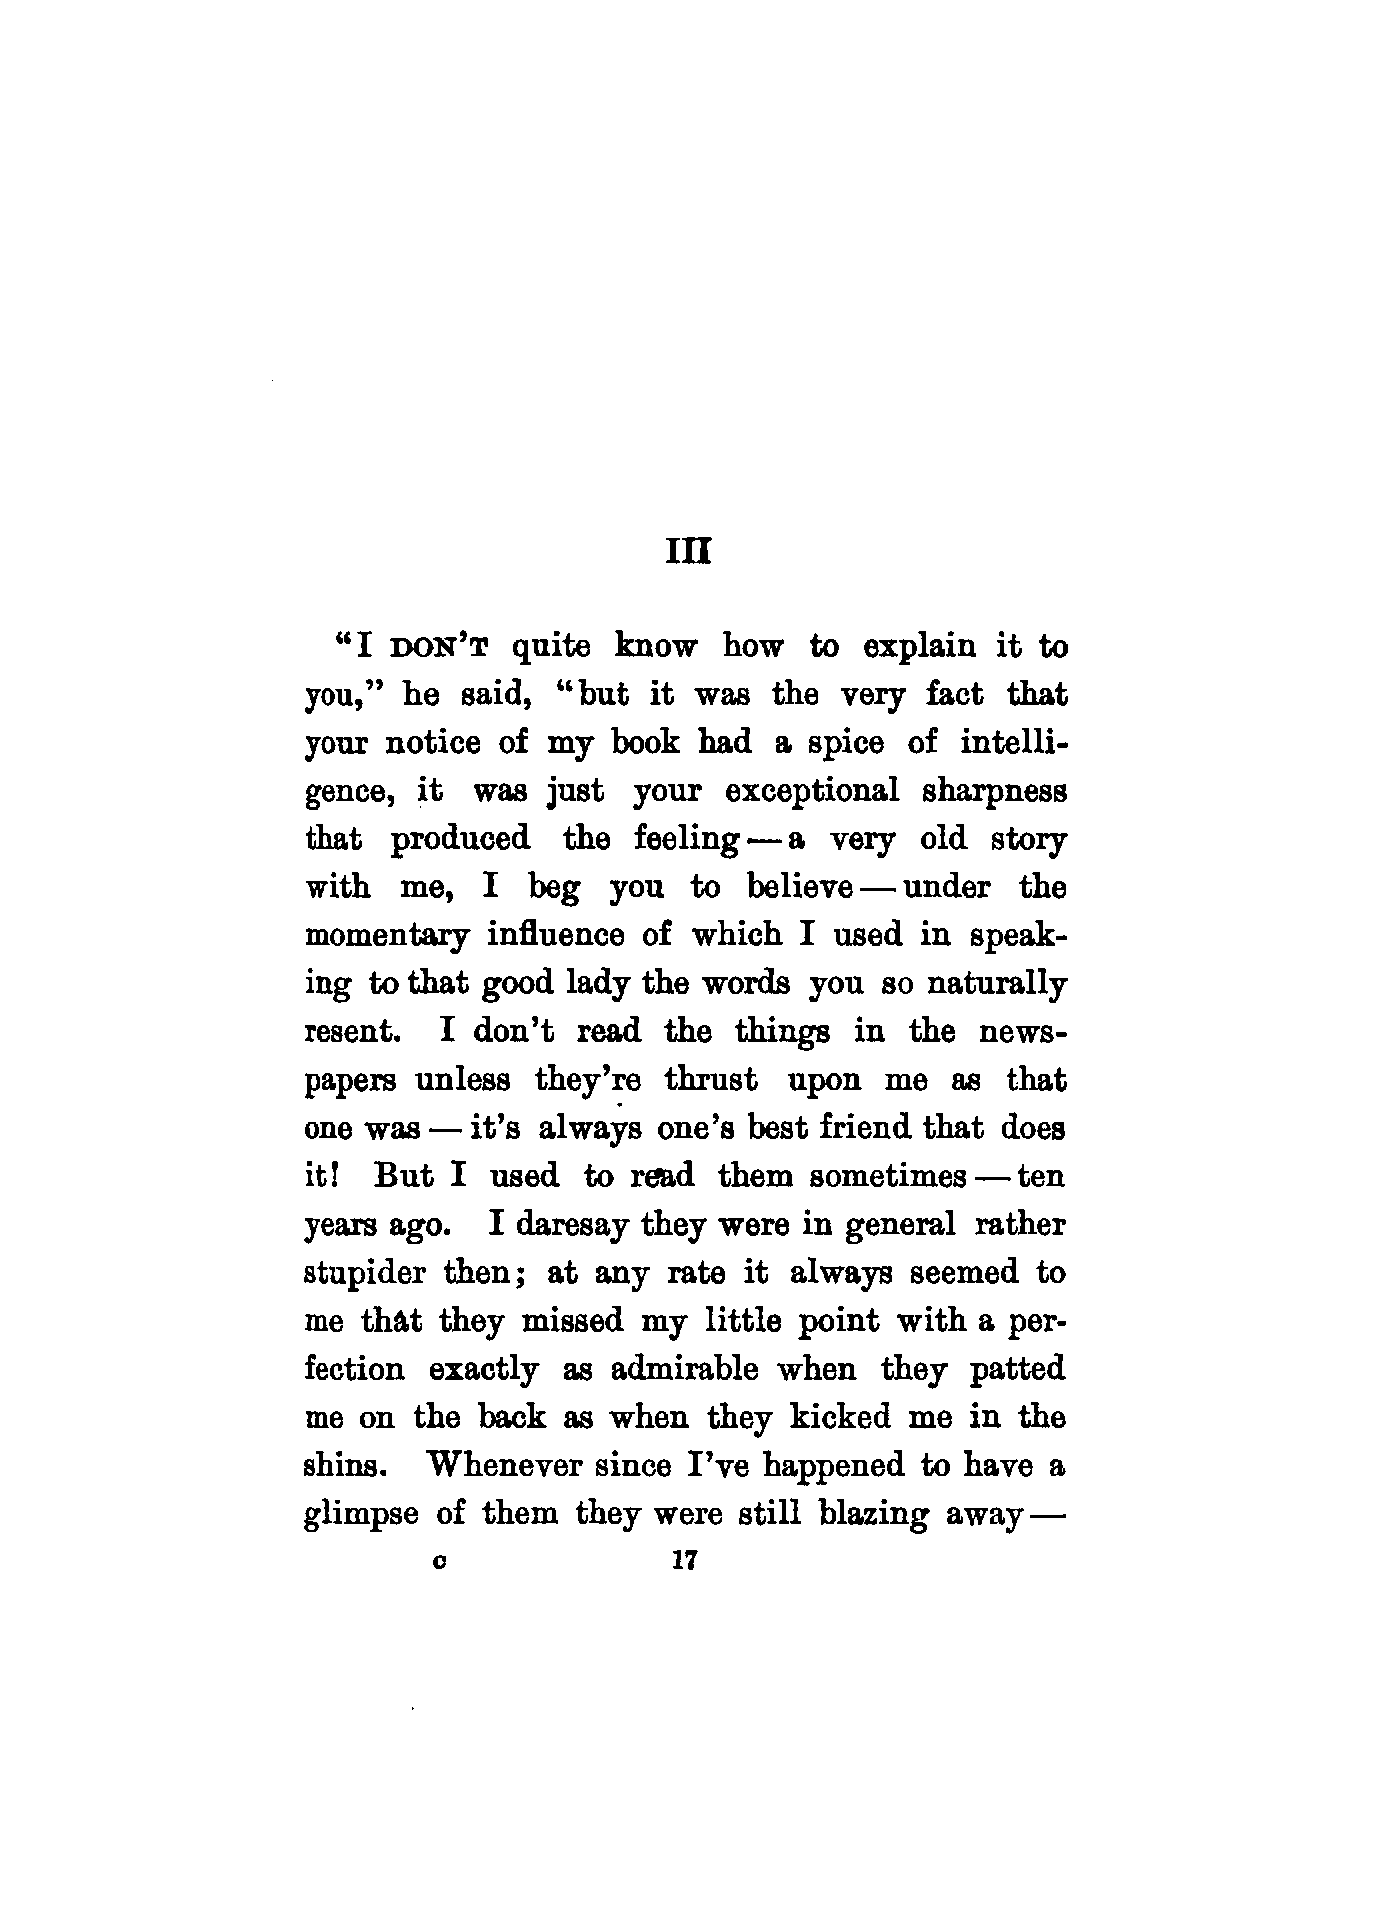 III
“I DON’T quite know how to explain it to
you,” he said, “but it was the very fact that
your notice of my book had a spice of intelli-
gence, it was just your exceptional sharpness
that produced the feeling—a very old story
with me, I beg you to believe—under the
momentary influence of which I used in speak-
ing to that good lady the words you so naturally
resent. I don’t read the things in the news-
papers unless they’re thrust upon me as that
one was—it’s always one’s best friend that does
it! But I used to read them sometimes—ten
years ago. I daresay they were in general rather
stupider then; at any rate it always seemed to
me that they missed my little point with a per-
fection exactly as admirable when they patted
me on the back as when they kicked me in the
shins. Whenever since I’ve happened to have a
glimpse of them they were still blazing away—
C 17